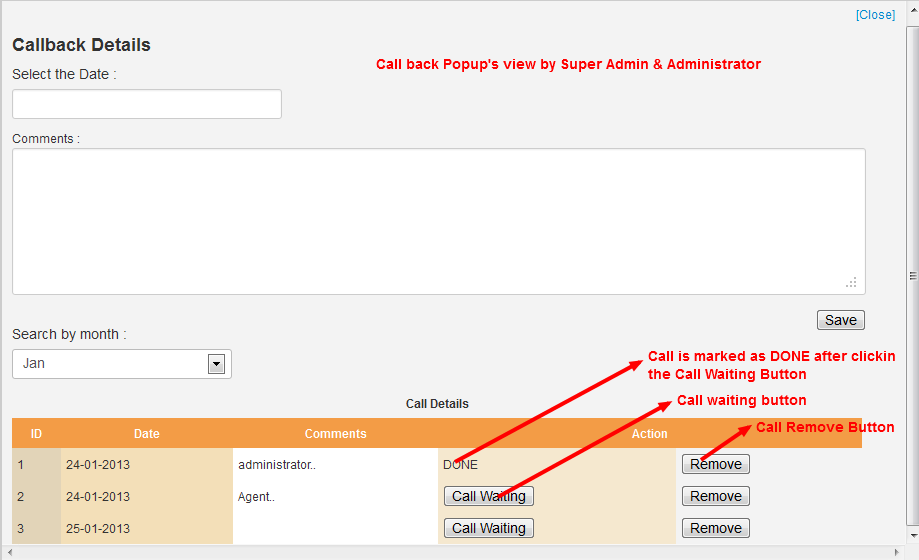 [Close]
Callback Details
Call back Popup's view by Super Admin & Administrator
Select the Date :
Comments :
Save
Search by month :
Jan
Call is marked as DONE after clickin
the Call Waiting Button
Call waiting button
Call Remove Button
Call Details
ID Date Comments Action
1 24-01-2013 administrator.. DONE Remove
2 24-01-2013 Agent.. Call Waiting Remove
3 25-01-2013 Call Waiting Remove